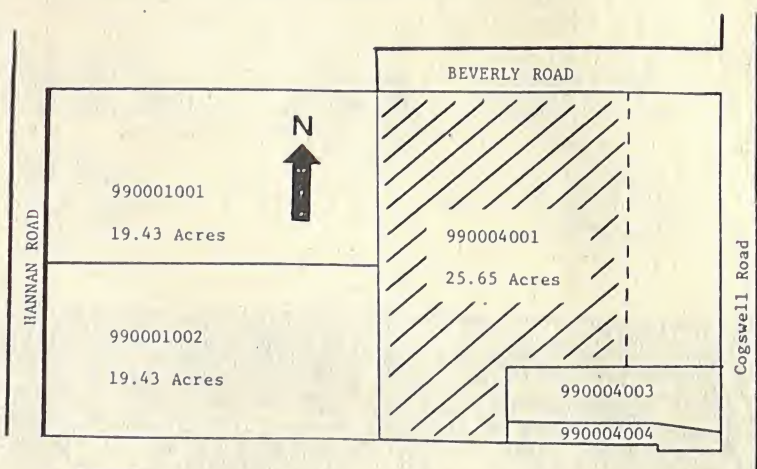 BEVERLY ROAD
N
990001001
19.43 Acres
HANNAN ROAD
990004001
25.65 Acres
Cogswell Road
990001002
19.43 Acres
990004003
990004004